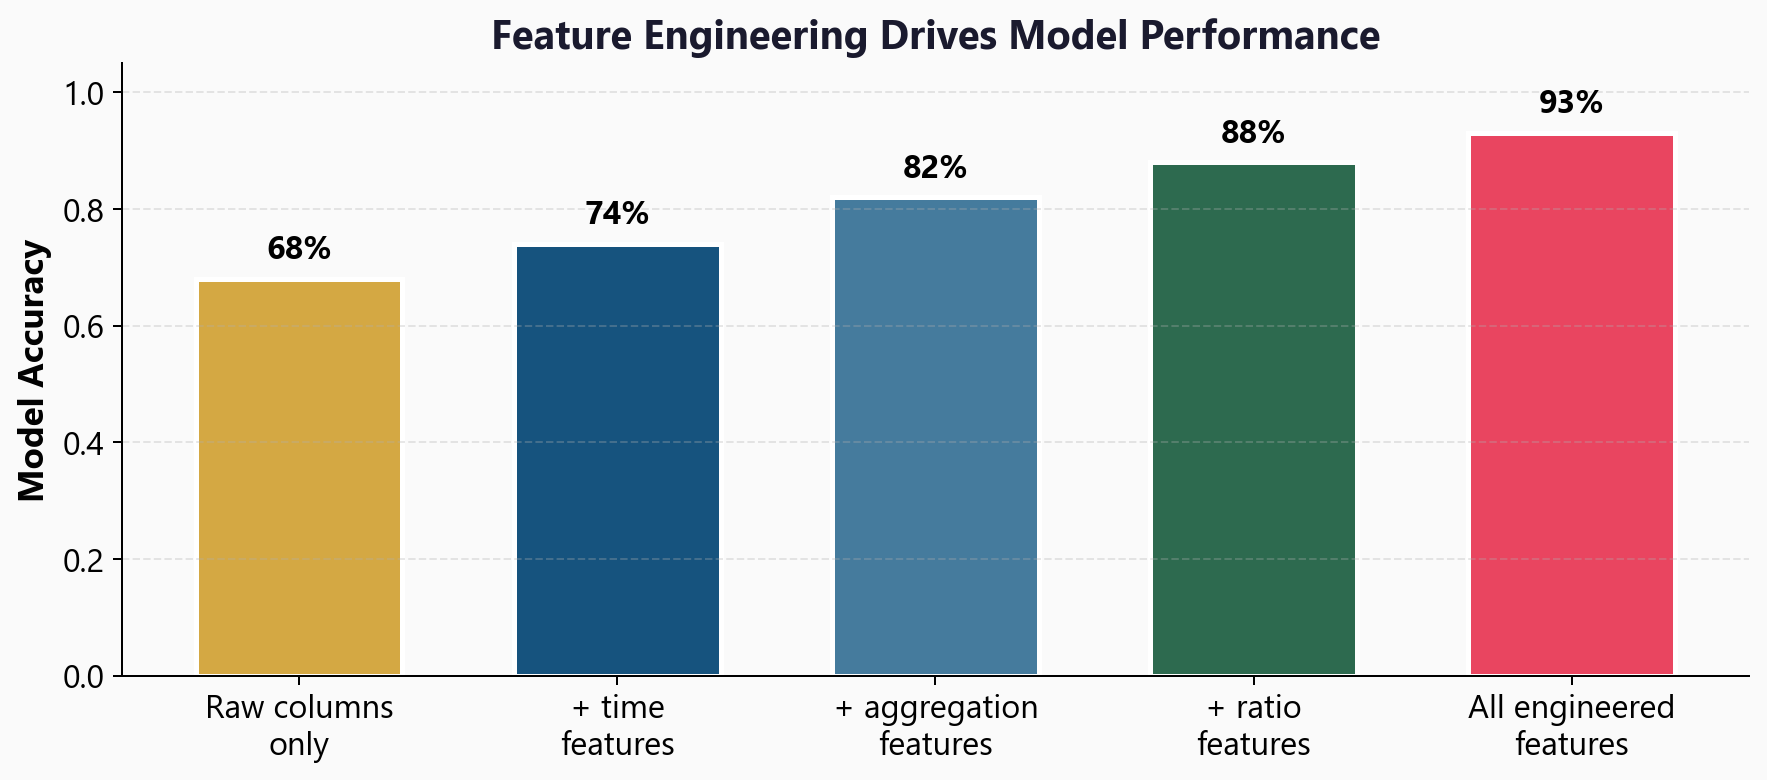 Feature Engineering Drives Model Performance
Model Accuracy
1.0
0.8
0.6
0.4
0.2
0.0
68%
74%
82%
88%
93%
Raw columns
only
+ time
features
+ aggregation
features
+ ratio
features
All engineered
features